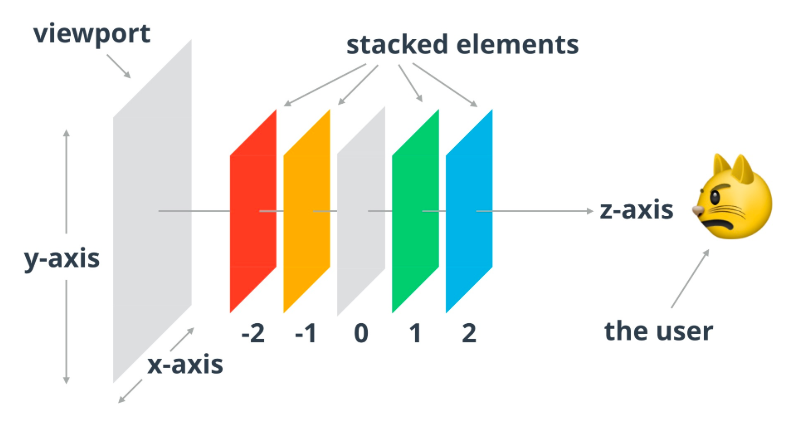 viewport
stacked elements
z-axis
y-axis
-2 -1 0 1 2
the user
x-axis